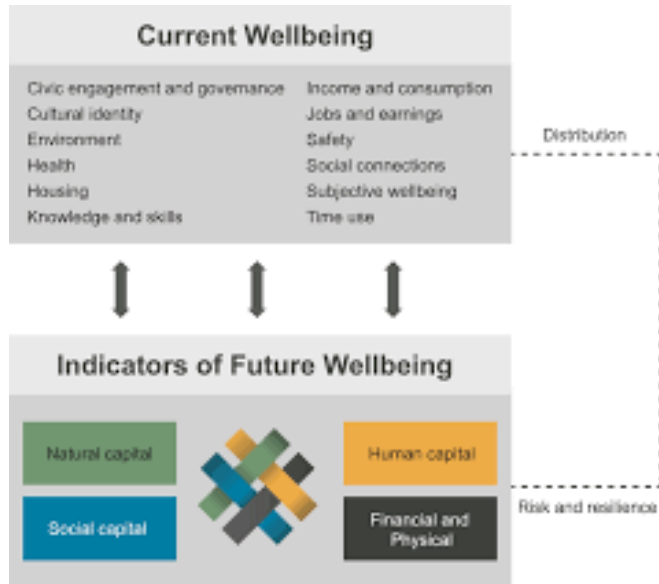 Current Wellbeing
Civic engagement and governance
Cultural identity
Environment
Health
Housing
Knowledge and skills
Income and consumption
Jobs and earnings
Safety
Social connections
Subjective wellbeing
Time use
Distribution
Indicators of Future Wellbeing
Natural capital
Human capital
Social capital
Financial and
Physical
Risk and resilience